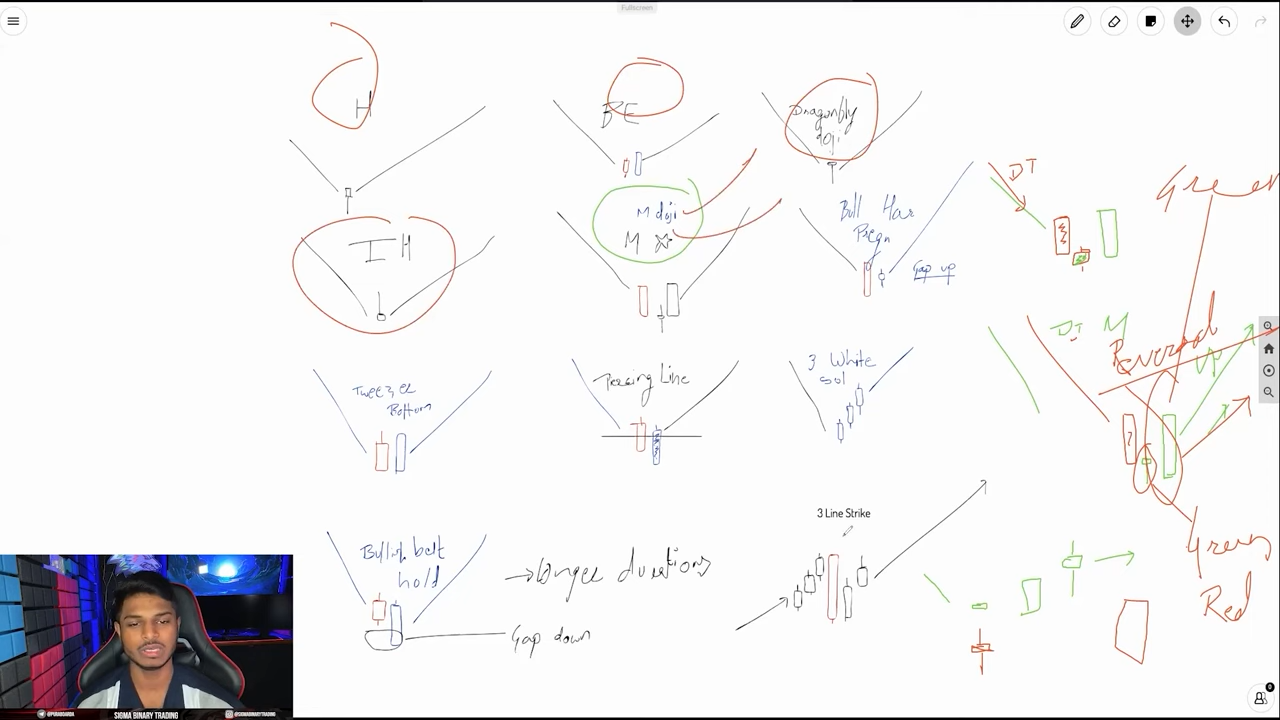 Fullscreen
H
BE
Dragonfly
Doji
M doji
M
I H
Bull Har
Pregn
Gap up
DT
Green
Tweezer
Bottom
Piercing Line
3 White
Sol
DT M
Reversal
UP
Bullish belt
hold
Longer durations
Gap down
3 Line Strike
Green
Red
SIGMA BINARY TRADING